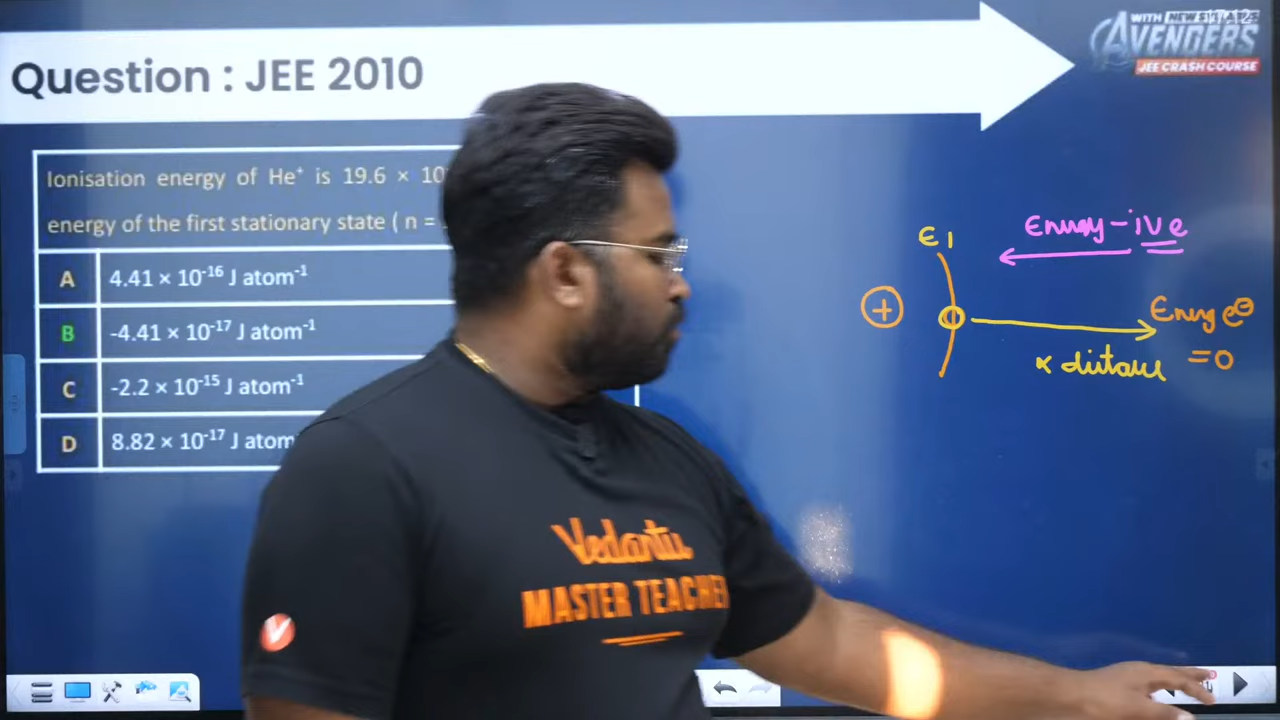 Question : JEE 2010
WITH
AVENGERS
JEE CRASH COURSE
Ionisation energy of He⁺ is 19.6 × 10
energy of the first stationary state ( n =
A 4.41 × 10⁻¹⁶ J atom⁻¹
B -4.41 × 10⁻¹⁷ J atom⁻¹
C -2.2 × 10⁻¹⁵ J atom⁻¹
D 8.82 × 10⁻¹⁷ J atom
E1
Energy-ive
+
Energy e⊖
=0
Vedantu
MASTER TEACHER